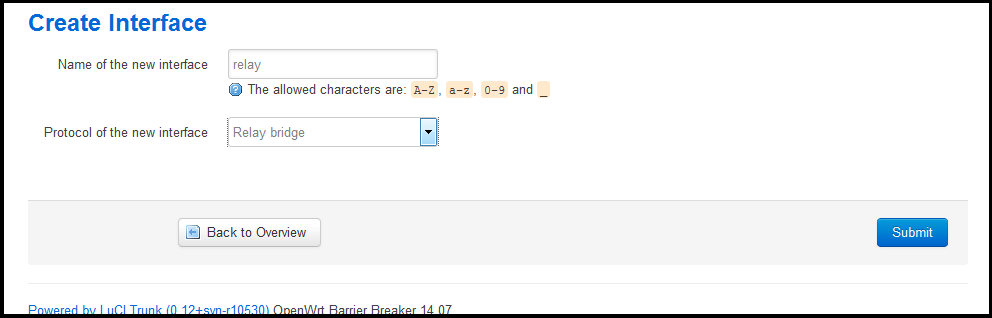 Create Interface
Name of the new interface relay
The allowed characters are: A-Z, a-z, 0-9 and _
Protocol of the new interface Relay bridge
Back to Overview Submit
Powered by LuCI Trunk (0.12+svn-r10530) OpenWrt Barrier Breaker 14.07